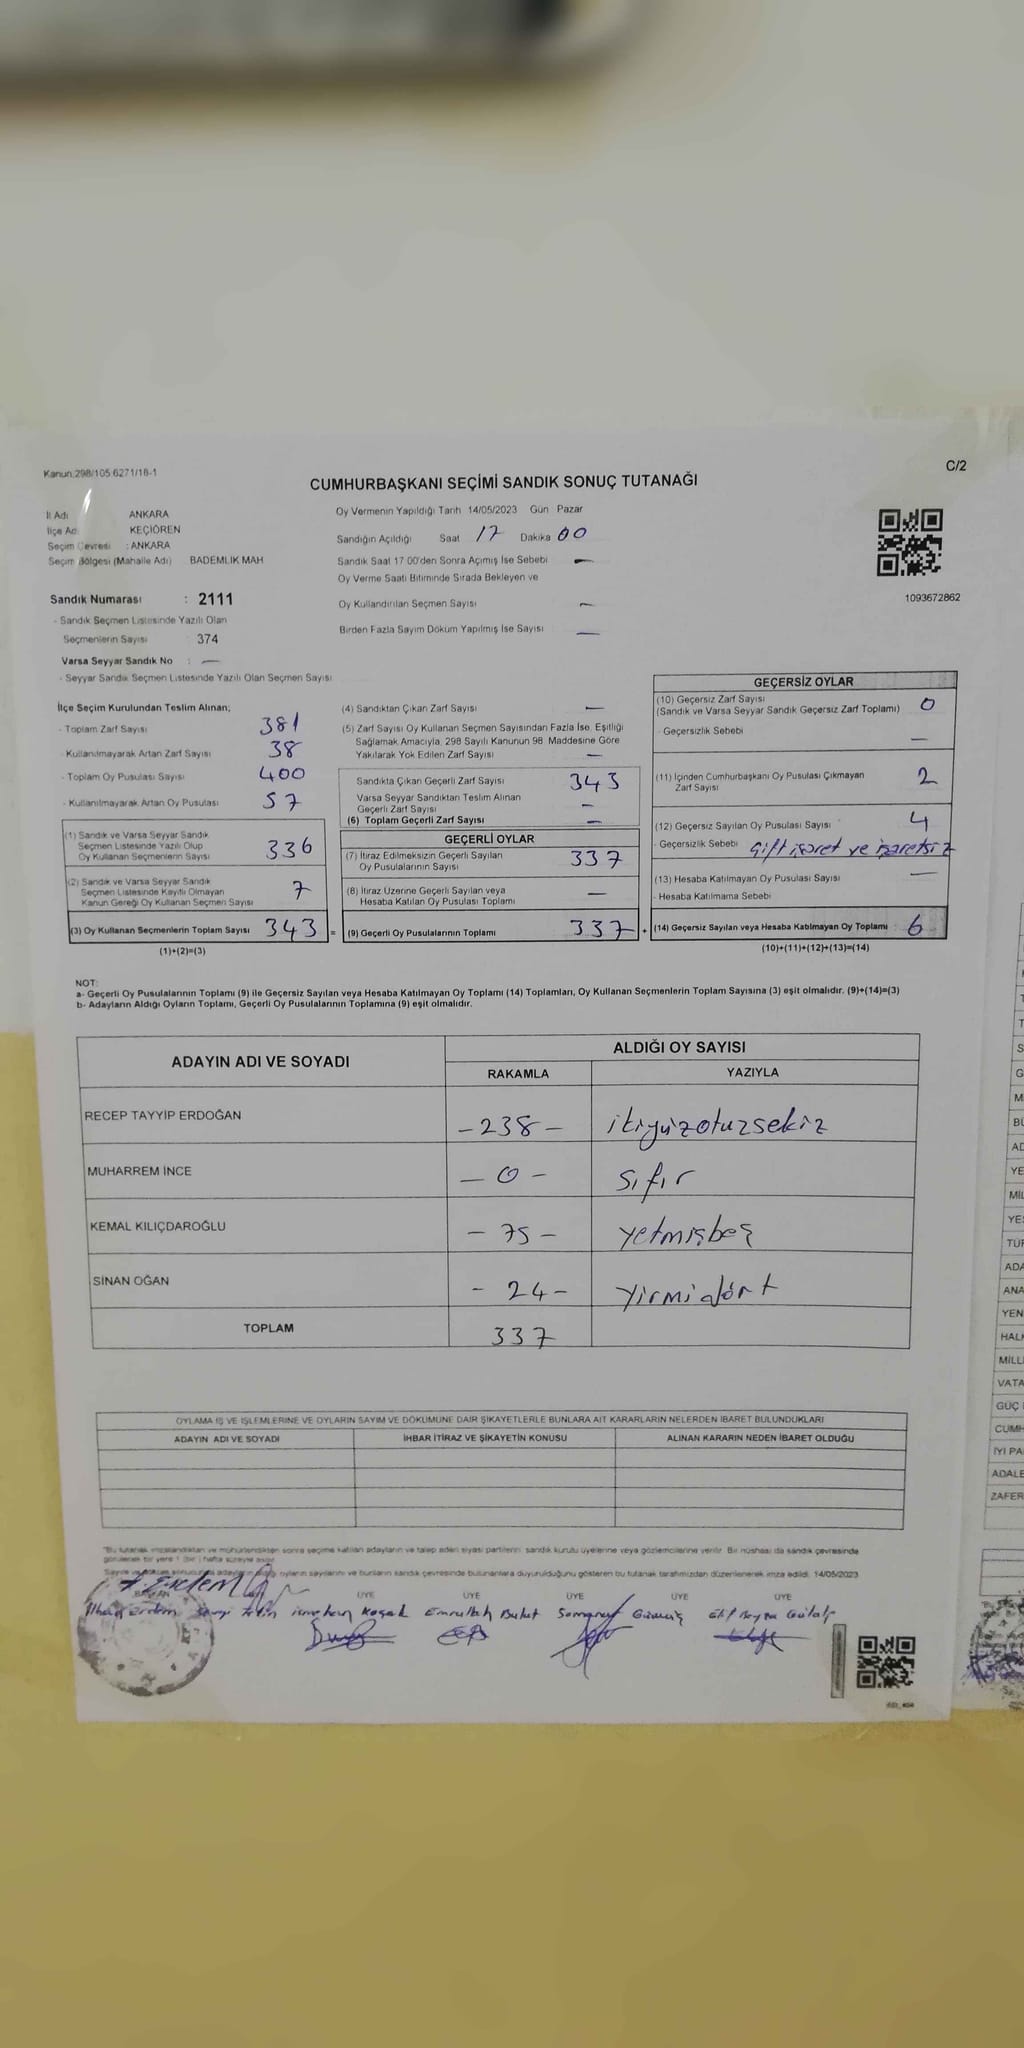 Kanun:298/105 6271/18-1
C/2
CUMHURBAŞKANI SEÇİMİ SANDIK SONUÇ TUTANAĞI
İl Adı ANKARA
İlçe Adı KEÇİÖREN
Seçim Çevresi : ANKARA
Seçim Bölgesi (Mahalle Adı) BADEMLIK MAH
Sandık Numarası : 2111
- Sandık Seçmen Listesinde Yazılı Olan
Seçmenlerin Sayısı 374
Varsa Seyyar Sandık No : —
- Seyyar Sandık Seçmen Listesinde Yazılı Olan Seçmen Sayısı
Oy Vermenin Yapıldığı Tarih 14/05/2023 Gün Pazar
Sandığın Açıldığı Saat 17 Dakika 00
Sandık Saat 17 00'den Sonra Açımış İse Sebebi —
Oy Verme Saati Bitiminde Sırada Bekleyen ve
Oy Kullandırılan Seçmen Sayısı —
Birden Fazla Sayım Döküm Yapılmış İse Sayısı —
1093672862
İlçe Seçim Kurulundan Teslim Alınan;
- Toplam Zarf Sayısı 381
- Kullanılmayarak Artan Zarf Sayısı 38
- Toplam Oy Pusulası Sayısı 400
- Kullanılmayarak Artan Oy Pusulası 57
(1) Sandık ve Varsa Seyyar Sandık
Seçmen Listesinde Yazılı Olup
Oy Kullanan Seçmenlerin Sayısı 336
(2) Sandık ve Varsa Seyyar Sandık
Seçmen Listesinde Kayıtlı Olmayan
Kanun Gereği Oy Kullanan Seçmen Sayısı 7
(3) Oy Kullanan Seçmenlerin Toplam Sayısı 343 =
(1)+(2)=(3)
(4) Sandıktan Çıkan Zarf Sayısı —
(5) Zarf Sayısı Oy Kullanan Seçmen Sayısından Fazla İse, Eşitliği
Sağlamak Amacıyla, 298 Sayılı Kanunun 98. Maddesine Göre
Yakılarak Yok Edilen Zarf Sayısı —
Sandıkta Çıkan Geçerli Zarf Sayısı 343
Varsa Seyyar Sandıktan Teslim Alınan
Geçerli Zarf Sayısı —
(6) Toplam Geçerli Zarf Sayısı —
GEÇERLİ OYLAR
(7) İtiraz Edilmeksizin Geçerli Sayılan
Oy Pusulalarının Sayısı 337
(8) İtiraz Üzerine Geçerli Sayılan veya
Hesaba Katılan Oy Pusulası Toplamı —
(9) Geçerli Oy Pusulalarının Toplamı 337 +
GEÇERSİZ OYLAR
(10) Geçersiz Zarf Sayısı
(Sandık ve Varsa Seyyar Sandık Geçersiz Zarf Toplamı) 0
- Geçersizlik Sebebi —
(11) İçinden Cumhurbaşkanı Oy Pusulası Çıkmayan
Zarf Sayısı 2
(12) Geçersiz Sayılan Oy Pusulası Sayısı 4
- Geçersizlik Sebebi Çift işaret ve işaretsiz
(13) Hesaba Katılmayan Oy Pusulası Sayısı —
- Hesaba Katılmama Sebebi
(14) Geçersiz Sayılan veya Hesaba Katılmayan Oy Toplamı 6
(10)+(11)+(12)+(13)=(14)
NOT:
a- Geçerli Oy Pusulalarının Toplamı (9) ile Geçersiz Sayılan veya Hesaba Katılmayan Oy Toplamı (14) Toplamları, Oy Kullanan Seçmenlerin Toplam Sayısına (3) eşit olmalıdır. (9)+(14)=(3)
b- Adayların Aldığı Oyların Toplamı, Geçerli Oy Pusulalarının Toplamına (9) eşit olmalıdır.
ADAYIN ADI VE SOYADI
ALDIĞI OY SAYISI
RAKAMLA YAZIYLA
RECEP TAYYİP ERDOĞAN -238- ikiyüzotuzsekiz
MUHARREM İNCE -0- sıfır
KEMAL KILIÇDAROĞLU -75- yetmişbeş
SİNAN OĞAN -24- yirmidört
TOPLAM 337
OYLAMA İŞ VE İŞLEMLERİNE VE OYLARIN SAYIM VE DÖKÜMÜNE DAİR ŞİKAYETLERLE BUNLARA AİT KARARLARIN NELERDEN İBARET BULUNDUKLARI
ADAYIN ADI VE SOYADI İHBAR İTİRAZ VE ŞİKAYETİN KONUSU ALINAN KARARIN NEDEN İBARET OLDUĞU
"Bu tutanak imzalandıktan ve mühürlendikten sonra seçime katılan adayların ve talep eden siyasi partilerin sandık kurulu üyelerine veya gözlemcilerine verilir. Bir nüshası da sandık çevresinde
görülecek bir yere 1 (bir) hafta süreyle asılır.
oyların sayılarını ve bunların sandık çevresinde bulunanlara duyurulduğunu gösteren bu tutanak tarafımızdan düzenlenerek imza edildi. 14/05/2023
ÜYE ÜYE ÜYE ÜYE ÜYE
Erdem Koçak Emrullah Bulut Gümüş Elif Beyza
MİL
YES
TÜR
ADA
ANA
YEN
HALK
MİLL
VATA
GÜÇ
CUMH
İYİ PA
ADALE
ZAFER